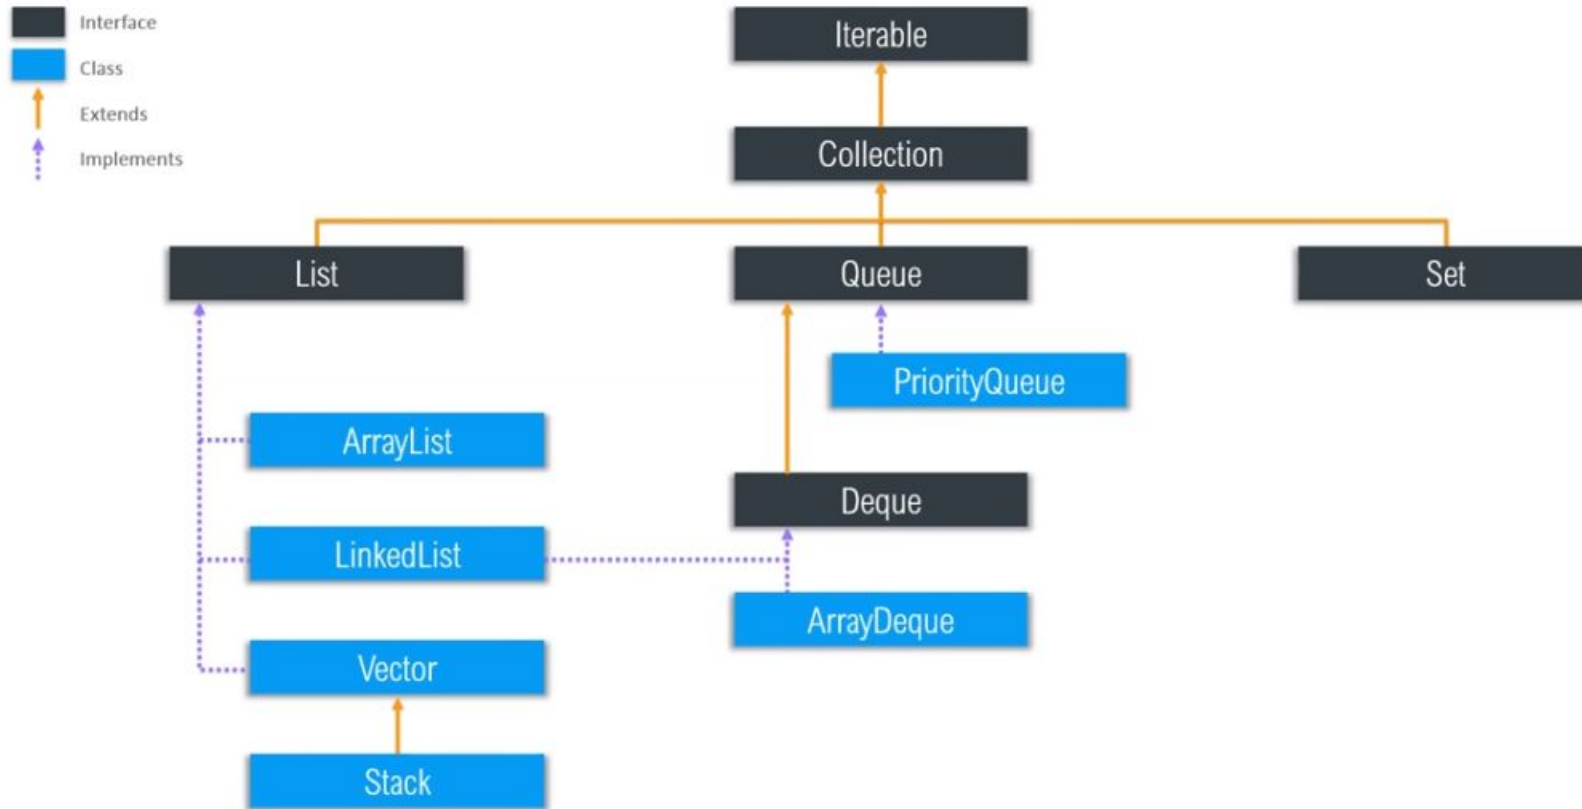 Interface
Class
Extends
Implements
Iterable
Collection
List
Queue
Set
PriorityQueue
ArrayList
Deque
LinkedList
ArrayDeque
Vector
Stack